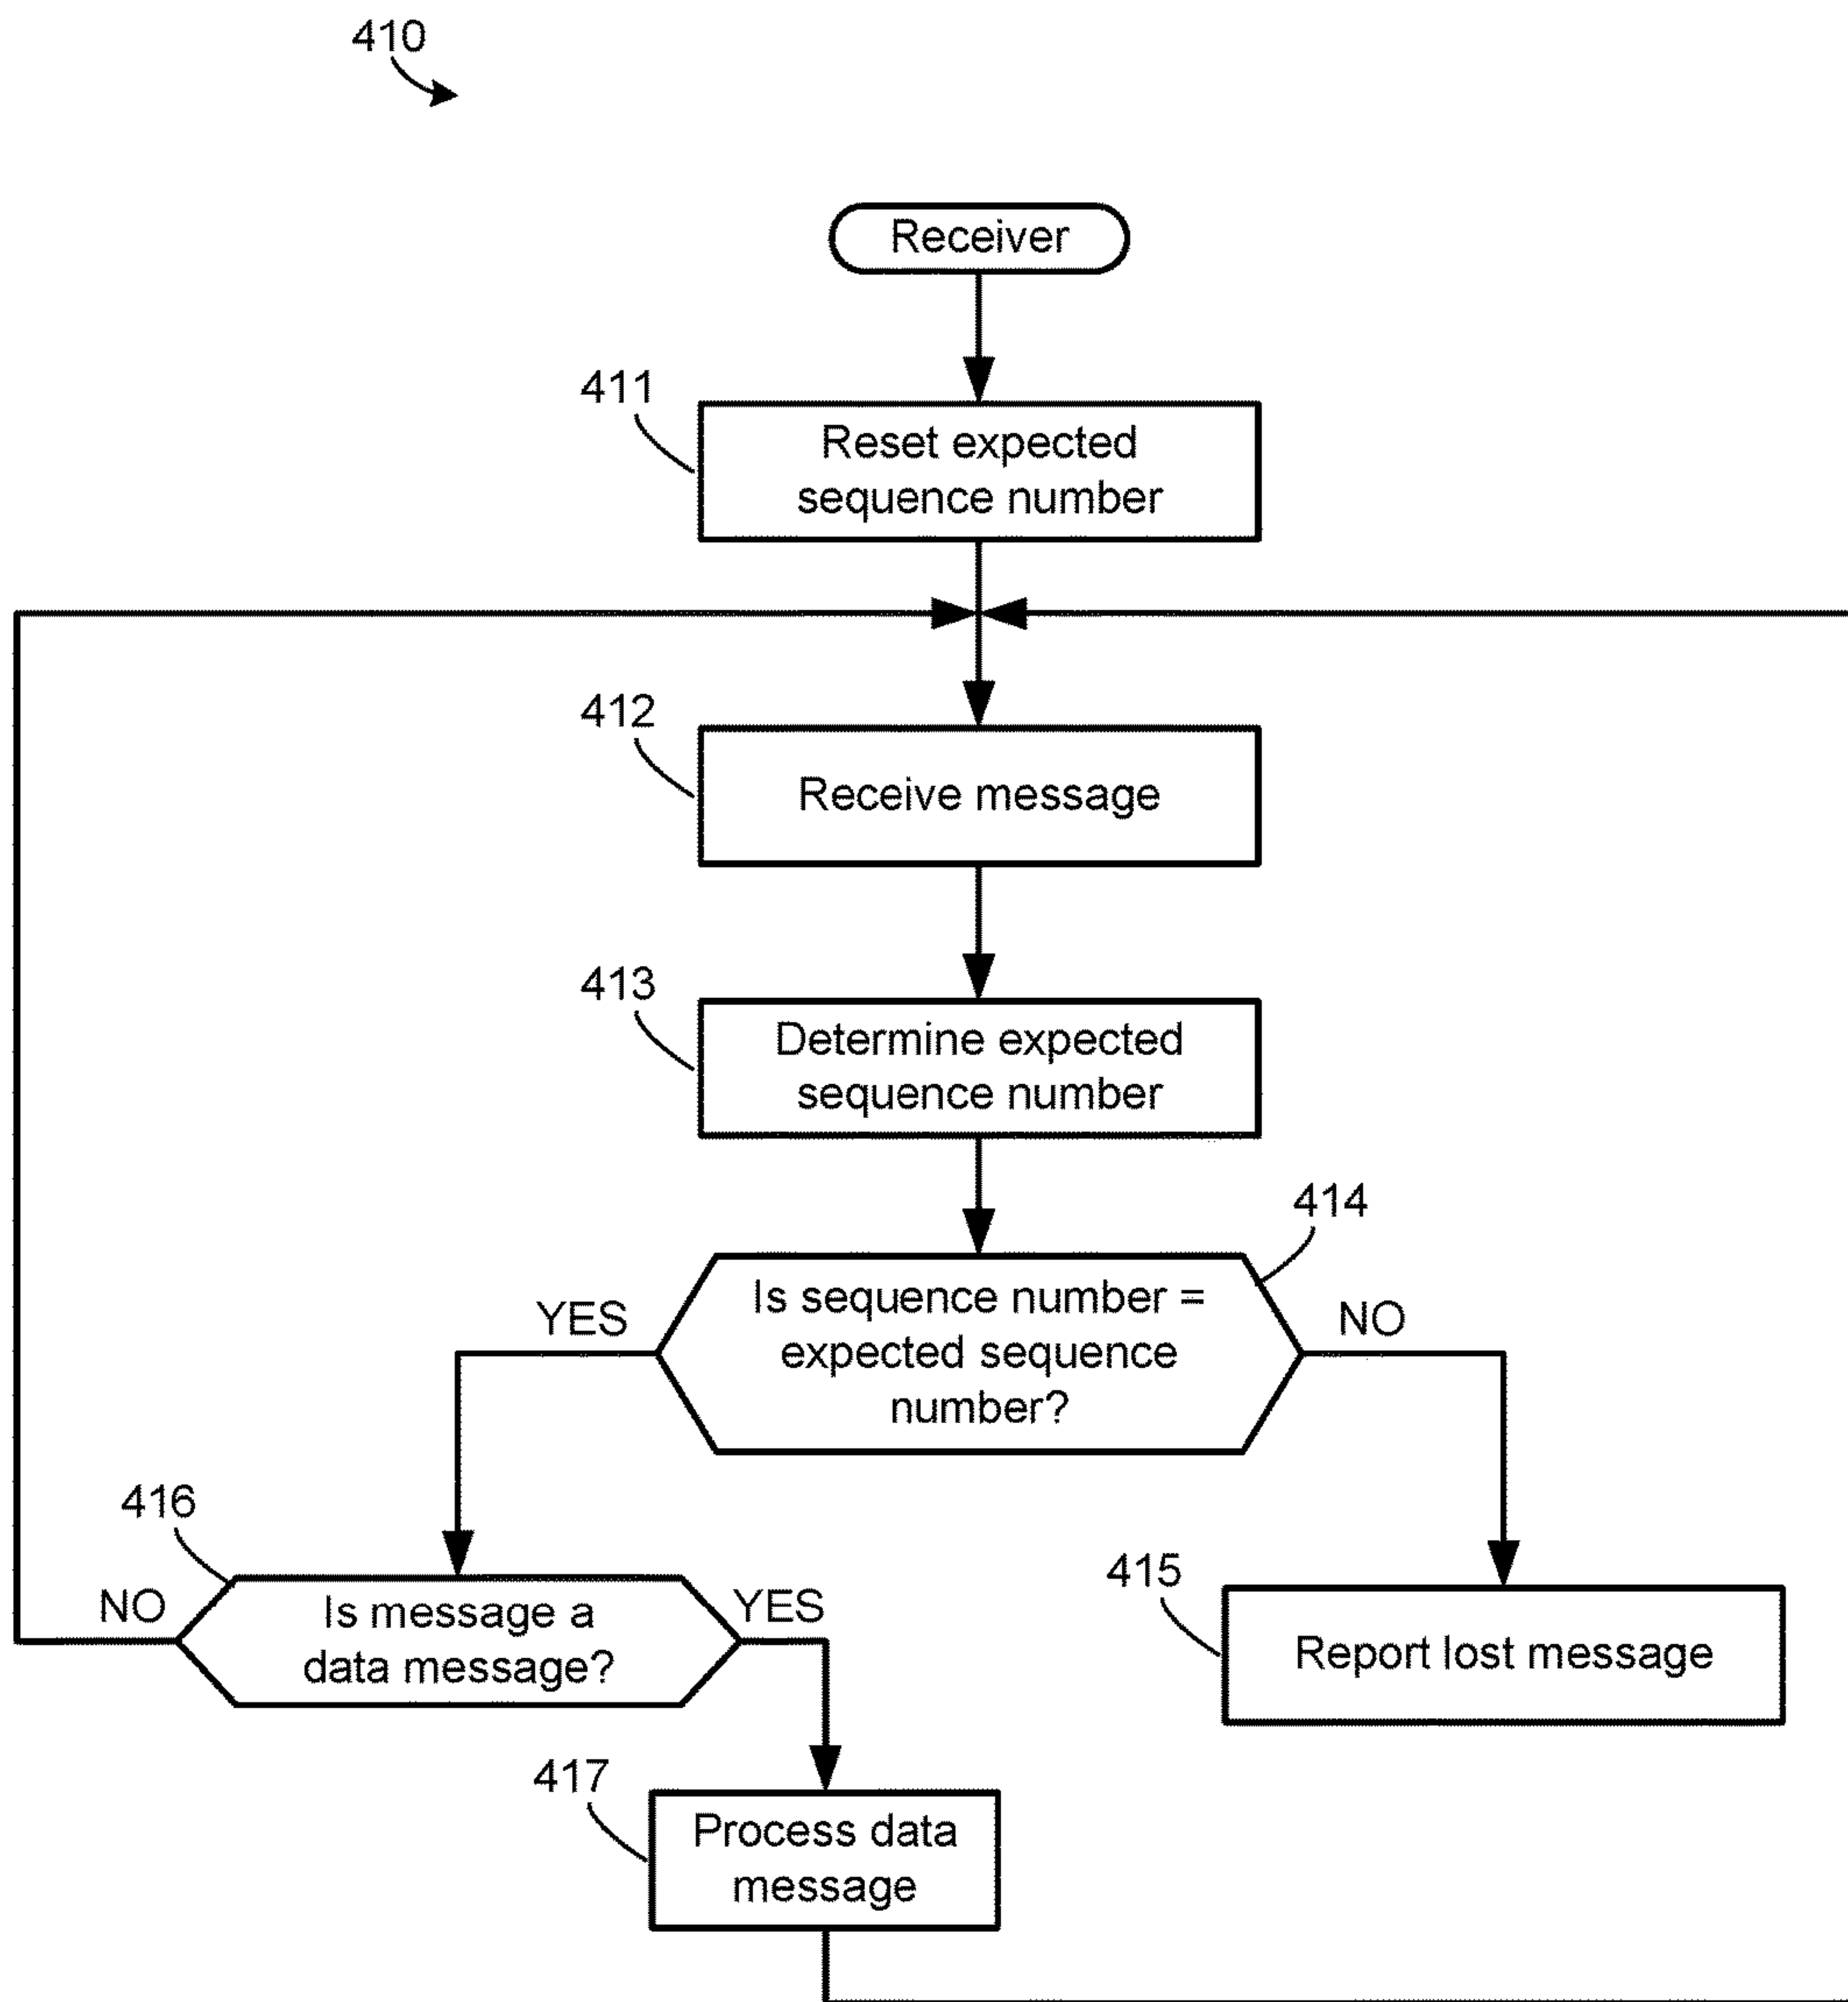 410
Receiver
411
Reset expected
sequence number
412
Receive message
413
Determine expected
sequence number
414
Is sequence number =
expected sequence
number?
YES
NO
416
Is message a
data message?
NO
YES
415
Report lost message
417
Process data
message